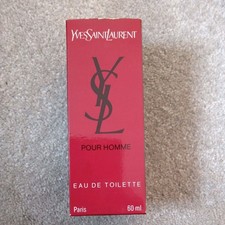 YVESSAINTLAURENT
YSL
POUR HOMME
EAU DE TOILETTE
Paris 60 ml